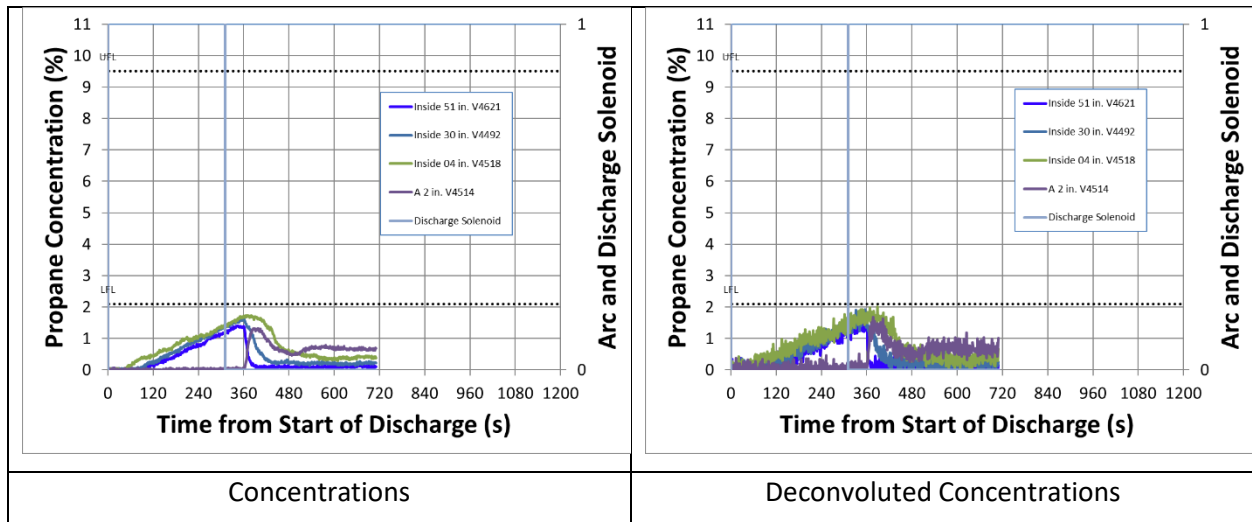 11
10
9
8
7
6
5
4
3
2
1
0
UFL
LFL
Propane Concentration (%)
Inside 51 in. V4621
Inside 30 in. V4492
Inside 04 in. V4518
A 2 in. V4514
Discharge Solenoid
1
0
Arc and Discharge Solenoid
0 120 240 360 480 600 720 840 960 1080 1200
Time from Start of Discharge (s)
Concentrations
11
10
9
8
7
6
5
4
3
2
1
0
UFL
LFL
Propane Concentration (%)
Inside 51 in. V4621
Inside 30 in. V4492
Inside 04 in. V4518
A 2 in. V4514
Discharge Solenoid
1
0
Arc and Discharge Solenoid
0 120 240 360 480 600 720 840 960 1080 1200
Time from Start of Discharge (s)
Deconvoluted Concentrations